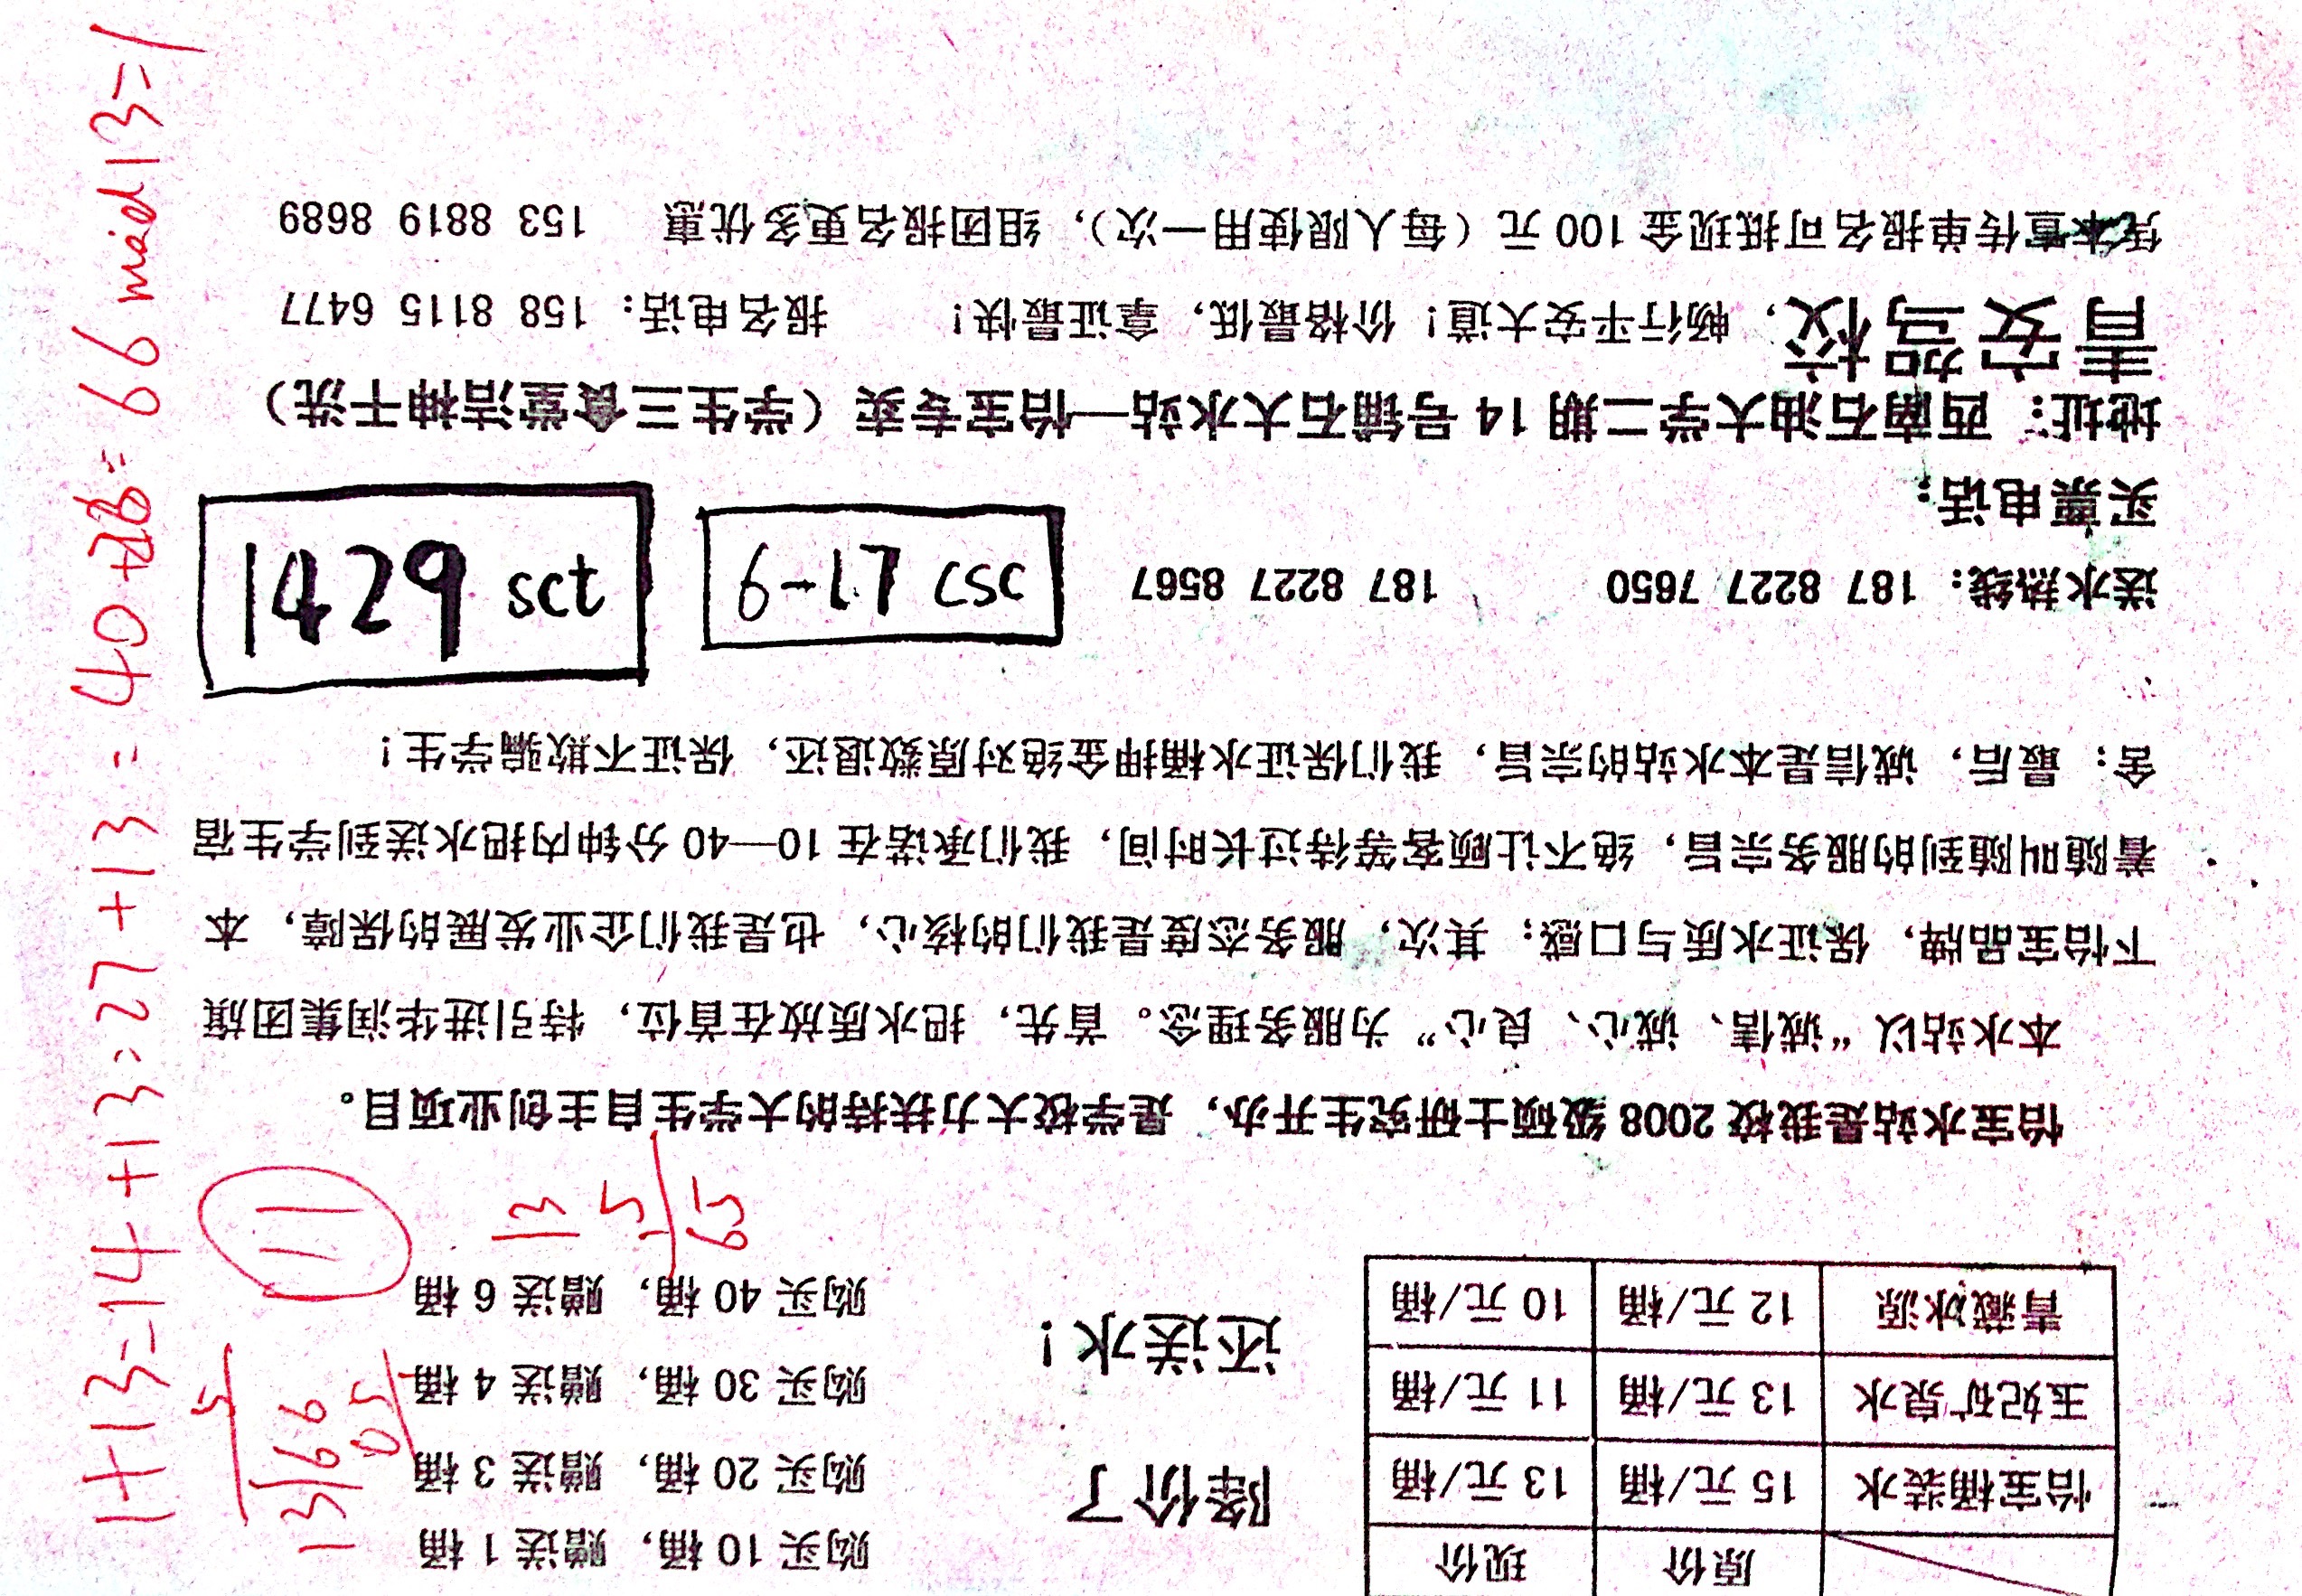 原价 现价
怡宝桶装水 15 元/桶 13 元/桶
玉妃矿泉水 13 元/桶 11 元/桶
青藏冰源 12 元/桶 10 元/桶
降价了
还送水！
购买 10 桶，赠送 1 桶
购买 20 桶，赠送 3 桶
购买 30 桶，赠送 4 桶
购买 40 桶，赠送 6 桶
怡宝水站是我校 2008 级硕士研究生开办，是学校大力扶持的大学生自主创业项目。
本水站以“诚信、诚心、良心”为服务理念。首先，把水质放在首位，特引进华润集团旗
下怡宝品牌，保证水质与口感；其次，服务态度是我们的核心，也是我们企业发展的保障，本
着随叫随到的服务宗旨，绝不让顾客等待过长时间，我们承诺在 10—40 分钟内把水送到学生宿
舍；最后，诚信是本水站的宗旨，我们保证水桶押金绝对原数退还，保证不欺骗学生！
送水热线：187 8227 7650 187 8227 8567
买票电话：
1429 sct
6-17 csc
地址：西南石油大学二期 14 号铺石大水站—怡宝专卖（学生三食堂洁神干洗）
青安驾校，畅行平安大道！价格最低，拿证最快！ 报名电话：158 8115 6477
凭本宣传单报名可抵现金 100 元（每人限使用一次），组团报名更多优惠 153 8819 8689
1+13=14+13=27+13=40+26=66 mod 13=1
5
13 66
65
1
11
13 5 65